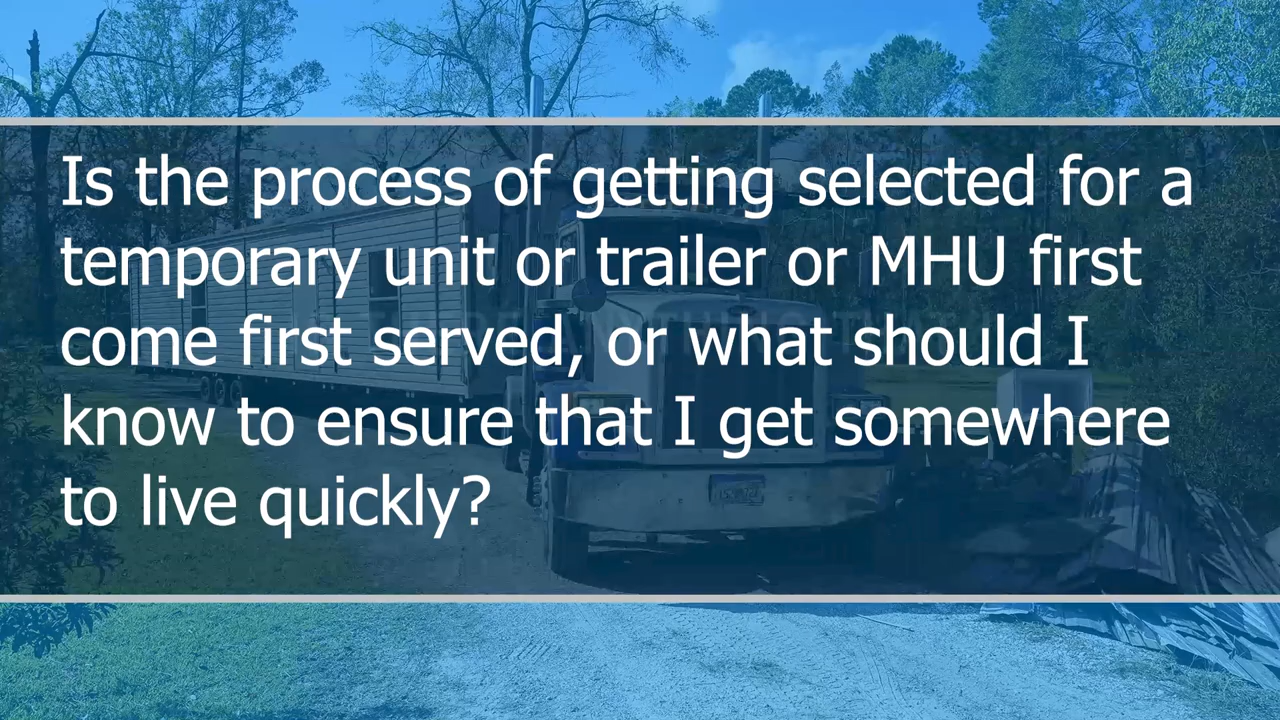 Is the process of getting selected for a
temporary unit or trailer or MHU first
come first served, or what should I
know to ensure that I get somewhere
to live quickly?